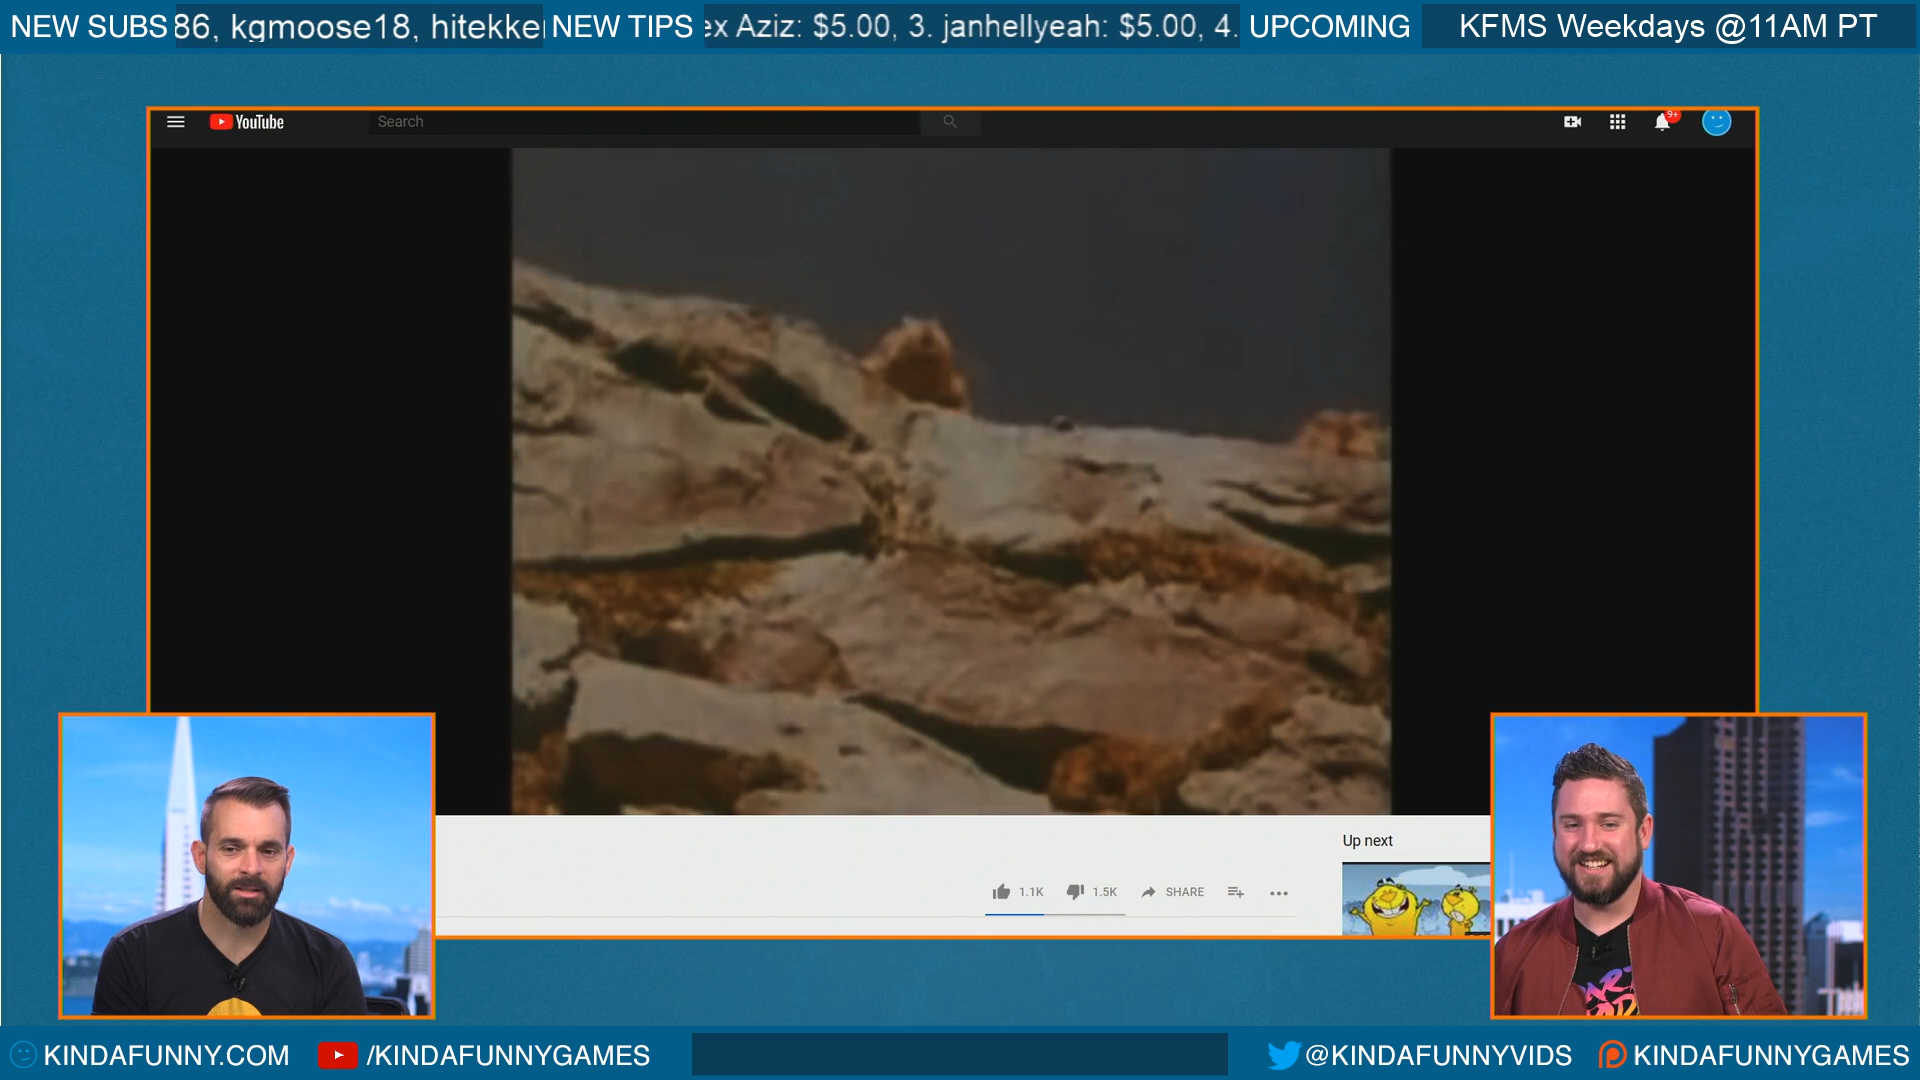 NEW SUBS 86, kgmoose18, hitekke NEW TIPS ex Aziz: $5.00, 3. janhellyeah: $5.00, 4. UPCOMING KFMS Weekdays @11AM PT
YouTube Search 9+
Up next
1.1K 1.5K SHARE
KINDAFUNNY.COM /KINDAFUNNYGAMES @KINDAFUNNYVIDS KINDAFUNNYGAMES